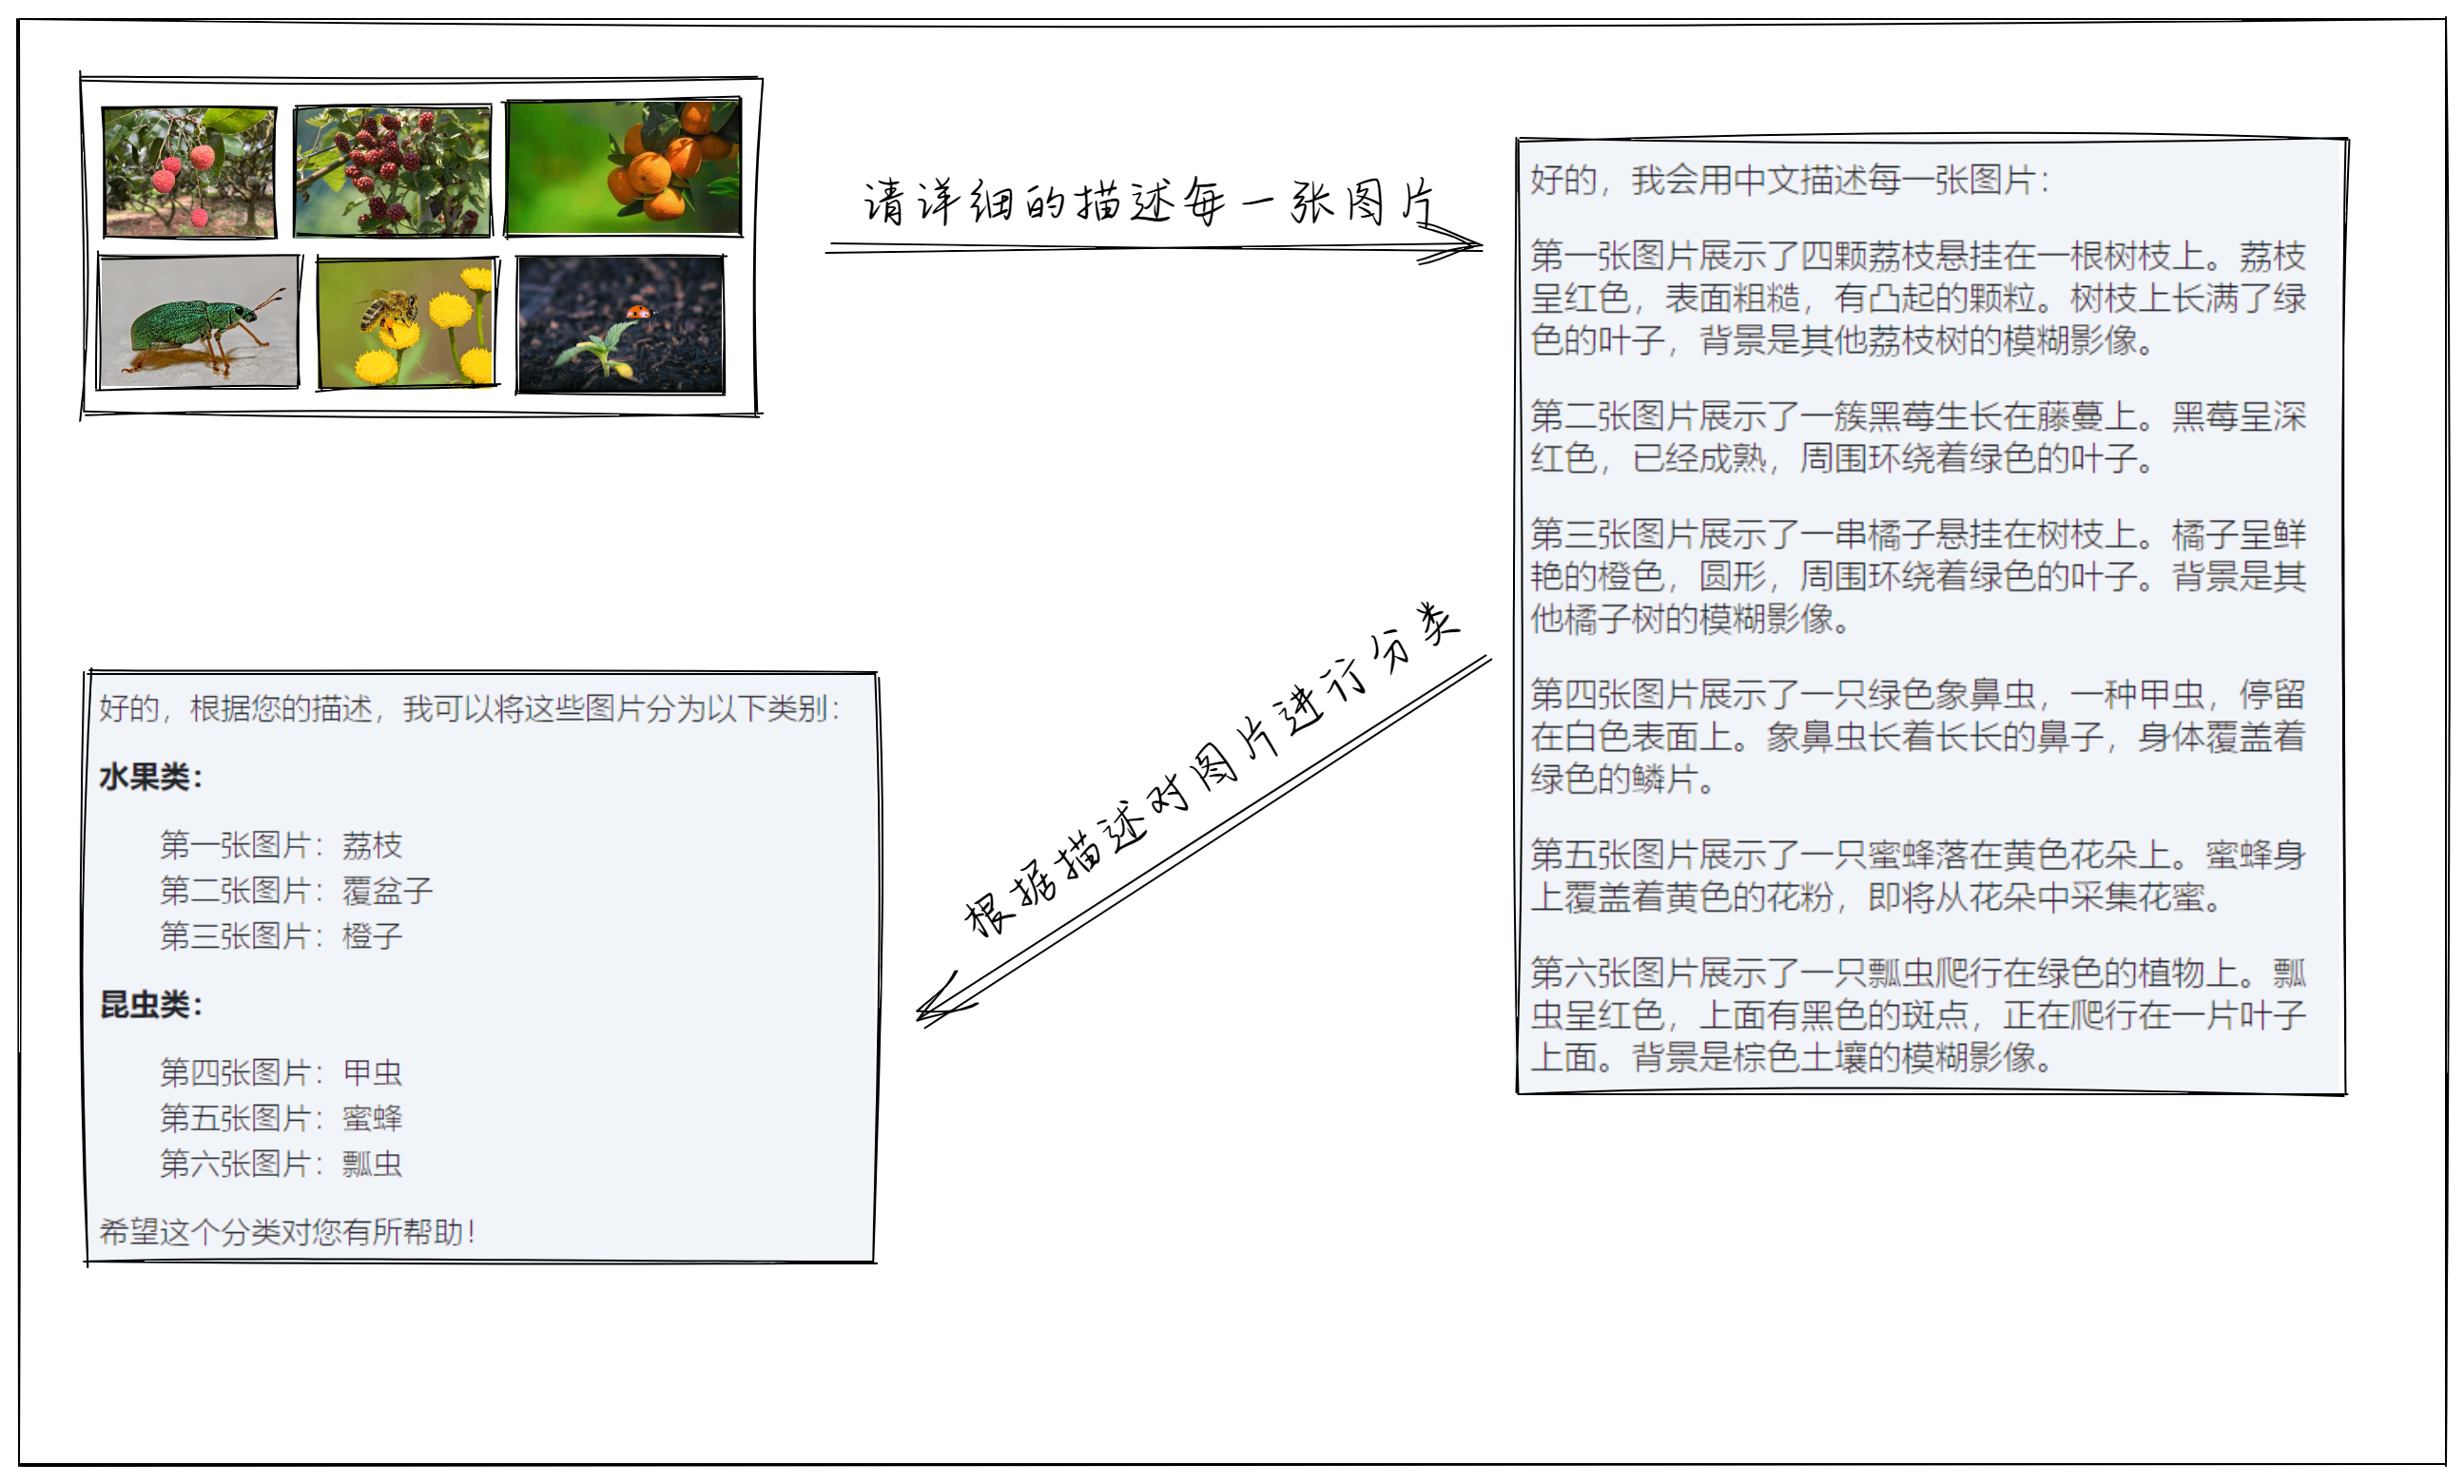 请详细的描述每一张图片
好的，我会用中文描述每一张图片：
第一张图片展示了四颗荔枝悬挂在一根树枝上。荔枝
呈红色，表面粗糙，有凸起的颗粒。树枝上长满了绿
色的叶子，背景是其他荔枝树的模糊影像。
第二张图片展示了一簇黑莓生长在藤蔓上。黑莓呈深
红色，已经成熟，周围环绕着绿色的叶子。
第三张图片展示了一串橘子悬挂在树枝上。橘子呈鲜
艳的橙色，圆形，周围环绕着绿色的叶子。背景是其
他橘子树的模糊影像。
第四张图片展示了一只绿色象鼻虫，一种甲虫，停留
在白色表面上。象鼻虫长着长长的鼻子，身体覆盖着
绿色的鳞片。
第五张图片展示了一只蜜蜂落在黄色花朵上。蜜蜂身
上覆盖着黄色的花粉，即将从花朵中采集花蜜。
第六张图片展示了一只瓢虫爬行在绿色的植物上。瓢
虫呈红色，上面有黑色的斑点，正在爬行在一片叶子
上面。背景是棕色土壤的模糊影像。
根据描述对图片进行分类
好的，根据您的描述，我可以将这些图片分为以下类别：
水果类：
第一张图片：荔枝
第二张图片：覆盆子
第三张图片：橙子
昆虫类：
第四张图片：甲虫
第五张图片：蜜蜂
第六张图片：瓢虫
希望这个分类对您有所帮助！